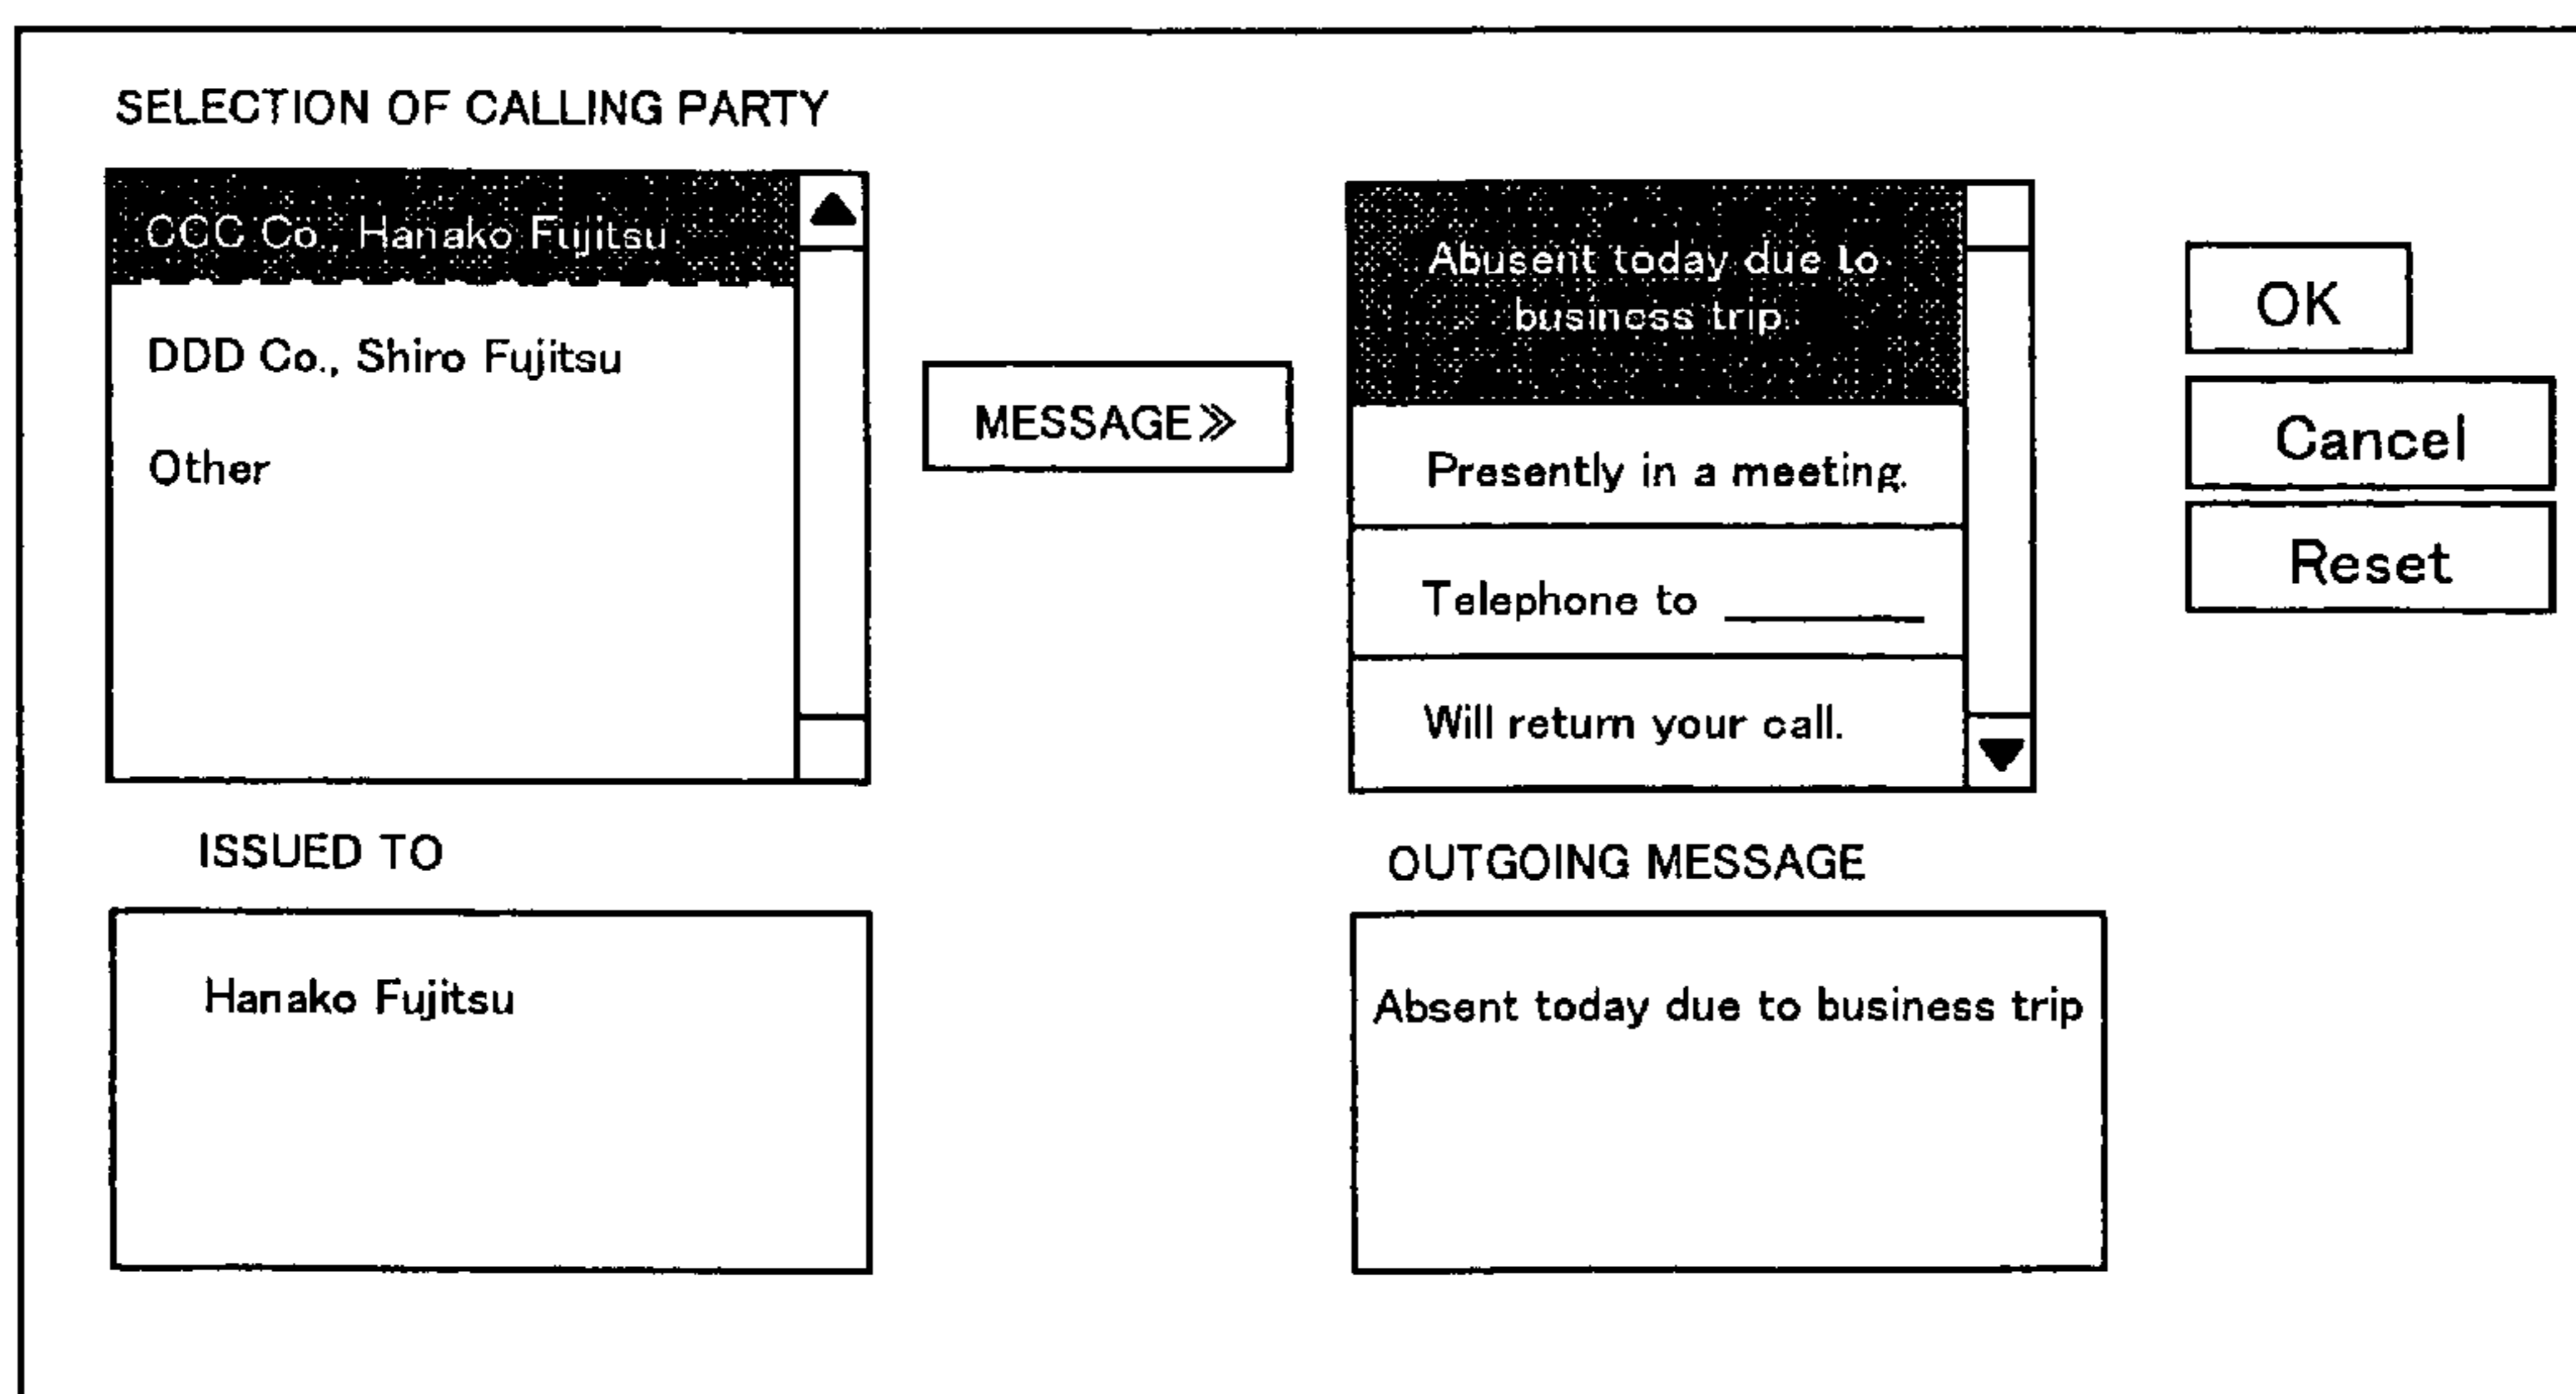 SELECTION OF CALLING PARTY
CCC Co., Hanako Fujitsu
DDD Co., Shiro Fujitsu
Other
MESSAGE≫
Abusent today due to
business trip.
Presently in a meeting.
Telephone to ________
Will return your call.
OK
Cancel
Reset
ISSUED TO
Hanako Fujitsu
OUTGOING MESSAGE
Absent today due to business trip